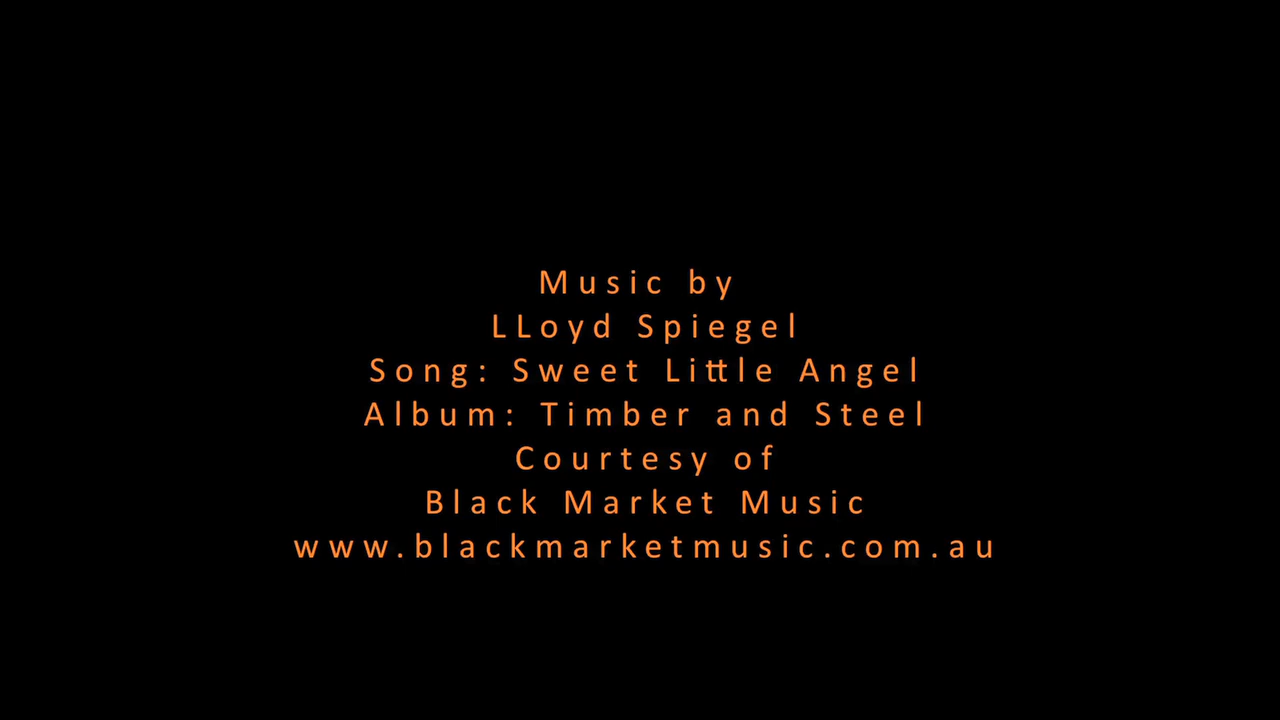 Music by
LLoyd Spiegel
Song: Sweet Little Angel
Album: Timber and Steel
Courtesy of
Black Market Music
www.blackmarketmusic.com.au